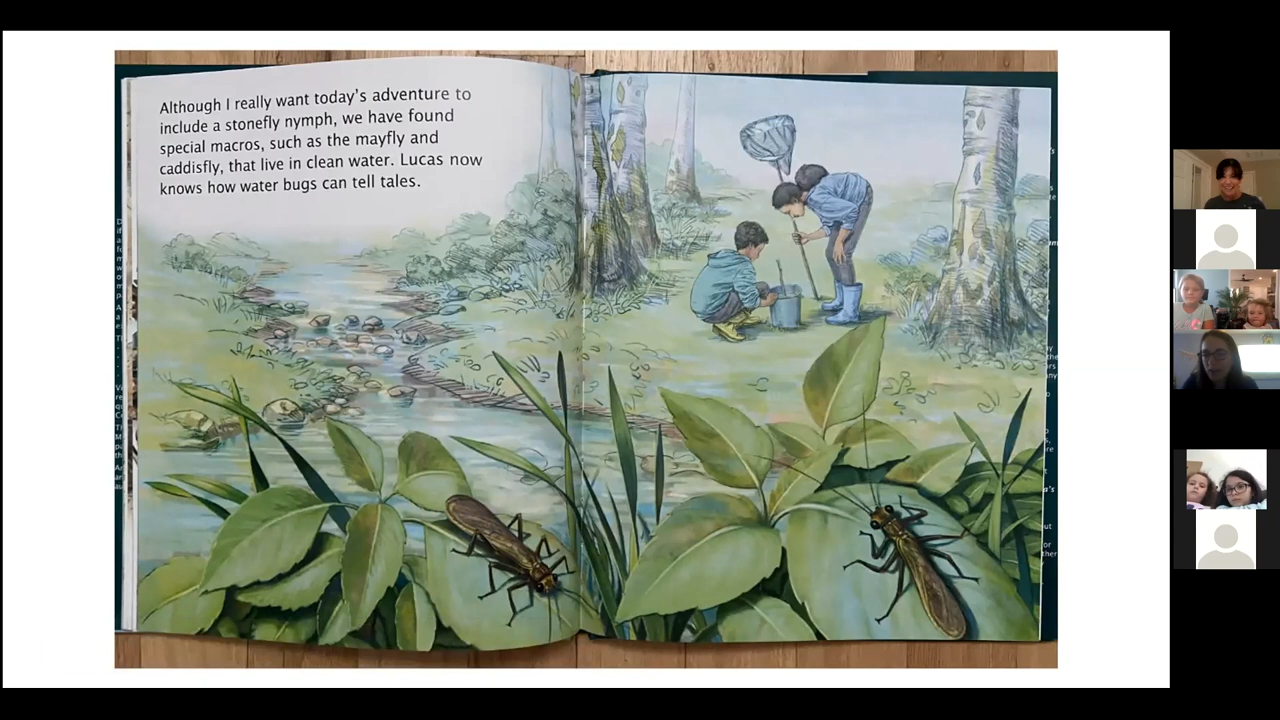 Although I really want today's adventure to
include a stonefly nymph, we have found
special macros, such as the mayfly and
caddisfly, that live in clean water. Lucas now
knows how water bugs can tell tales.